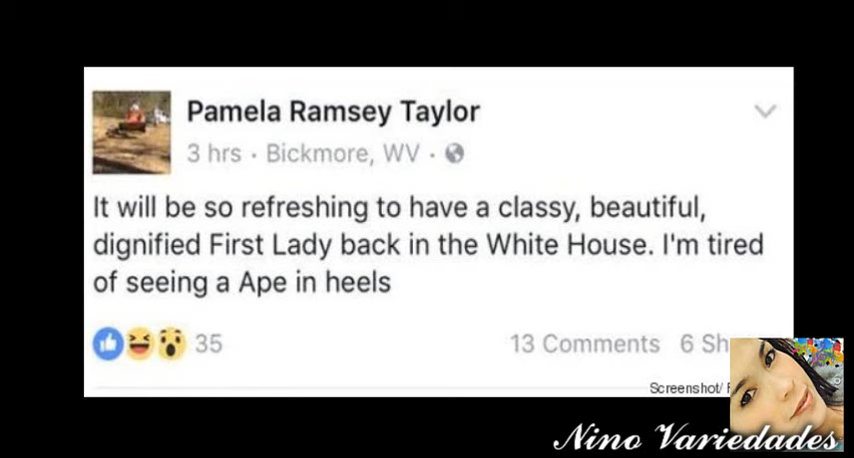 Pamela Ramsey Taylor
3 hrs · Bickmore, WV ·
It will be so refreshing to have a classy, beautiful,
dignified First Lady back in the White House. I'm tired
of seeing a Ape in heels
35
13 Comments 6 Sh
Screenshot/
Nino Variedades